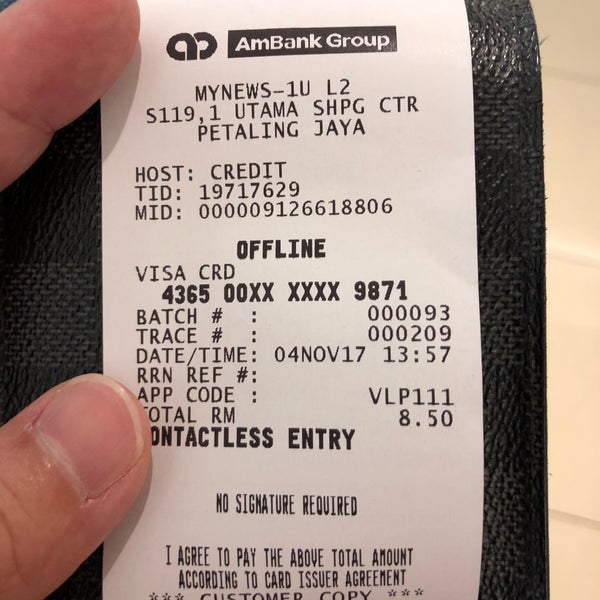 AmBank Group
MYNEWS-1U L2
S119,1 UTAMA SHPG CTR
PETALING JAYA
HOST: CREDIT
TID: 19717629
MID: 000009126618806
OFFLINE
VISA CRD
4365 00XX XXXX 9871
BATCH # : 000093
TRACE # : 000209
DATE/TIME: 04NOV17 13:57
RRN REF #:
APP CODE : VLP111
TOTAL RM 8.50
CONTACTLESS ENTRY
NO SIGNATURE REQUIRED
I AGREE TO PAY THE ABOVE TOTAL AMOUNT
ACCORDING TO CARD ISSUER AGREEMENT
*** CUSTOMER COPY ***